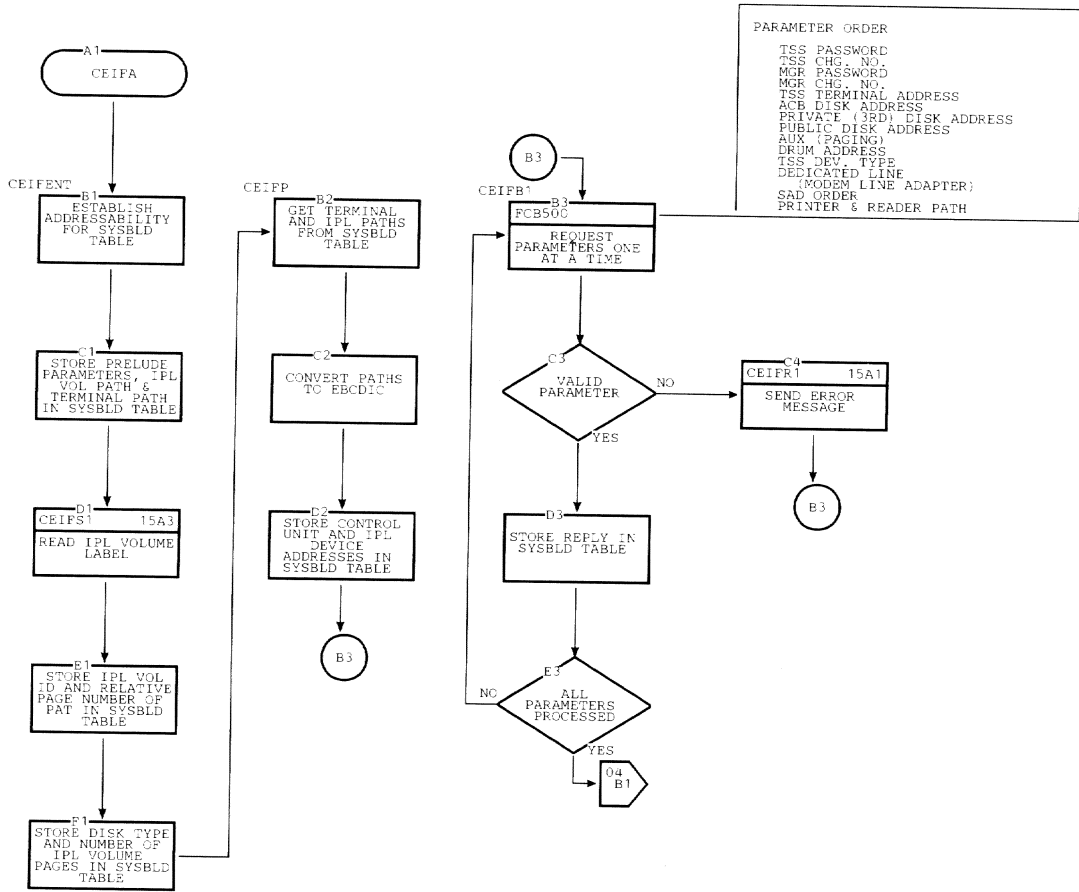 A1
CEIFA
CEIFENT
B1
ESTABLISH
ADDRESSABILITY
FOR SYSBLD
TABLE
C1
STORE PRELUDE
PARAMETERS, IPL
VOL PATH &
TERMINAL PATH
IN SYSBLD TABLE
D1
CEIFS1 15A3
READ IPL VOLUME
LABEL
E1
STORE IPL VOL
ID AND RELATIVE
PAGE NUMBER OF
PAT IN SYSBLD
TABLE
F1
STORE DISK TYPE
AND NUMBER OF
IPL VOLUME
PAGES IN SYSBLD
TABLE
CEIFP
B2
GET TERMINAL
AND IPL PATHS
FROM SYSBLD
TABLE
C2
CONVERT PATHS
TO EBCDIC
D2
STORE CONTROL
UNIT AND IPL
DEVICE
ADDRESSES IN
SYSBLD TABLE
B3
B3
CEIFB1
B3
FCB500
REQUEST
PARAMETERS ONE
AT A TIME
C3
VALID
PARAMETER
NO
YES
D3
STORE REPLY IN
SYSBLD TABLE
E3
ALL
PARAMETERS
PROCESSED
NO
YES
04
B1
C4
CEIFR1 15A1
SEND ERROR
MESSAGE
B3
PARAMETER ORDER
TSS PASSWORD
TSS CHG. NO.
MGR PASSWORD
MGR CHG. NO.
TSS TERMINAL ADDRESS
ACB DISK ADDRESS
PRIVATE (3RD) DISK ADDRESS
PUBLIC DISK ADDRESS
AUX (PAGING)
DRUM ADDRESS
TSS DEV. TYPE
DEDICATED LINE
(MODEM LINE ADAPTER)
SAD ORDER
PRINTER & READER PATH